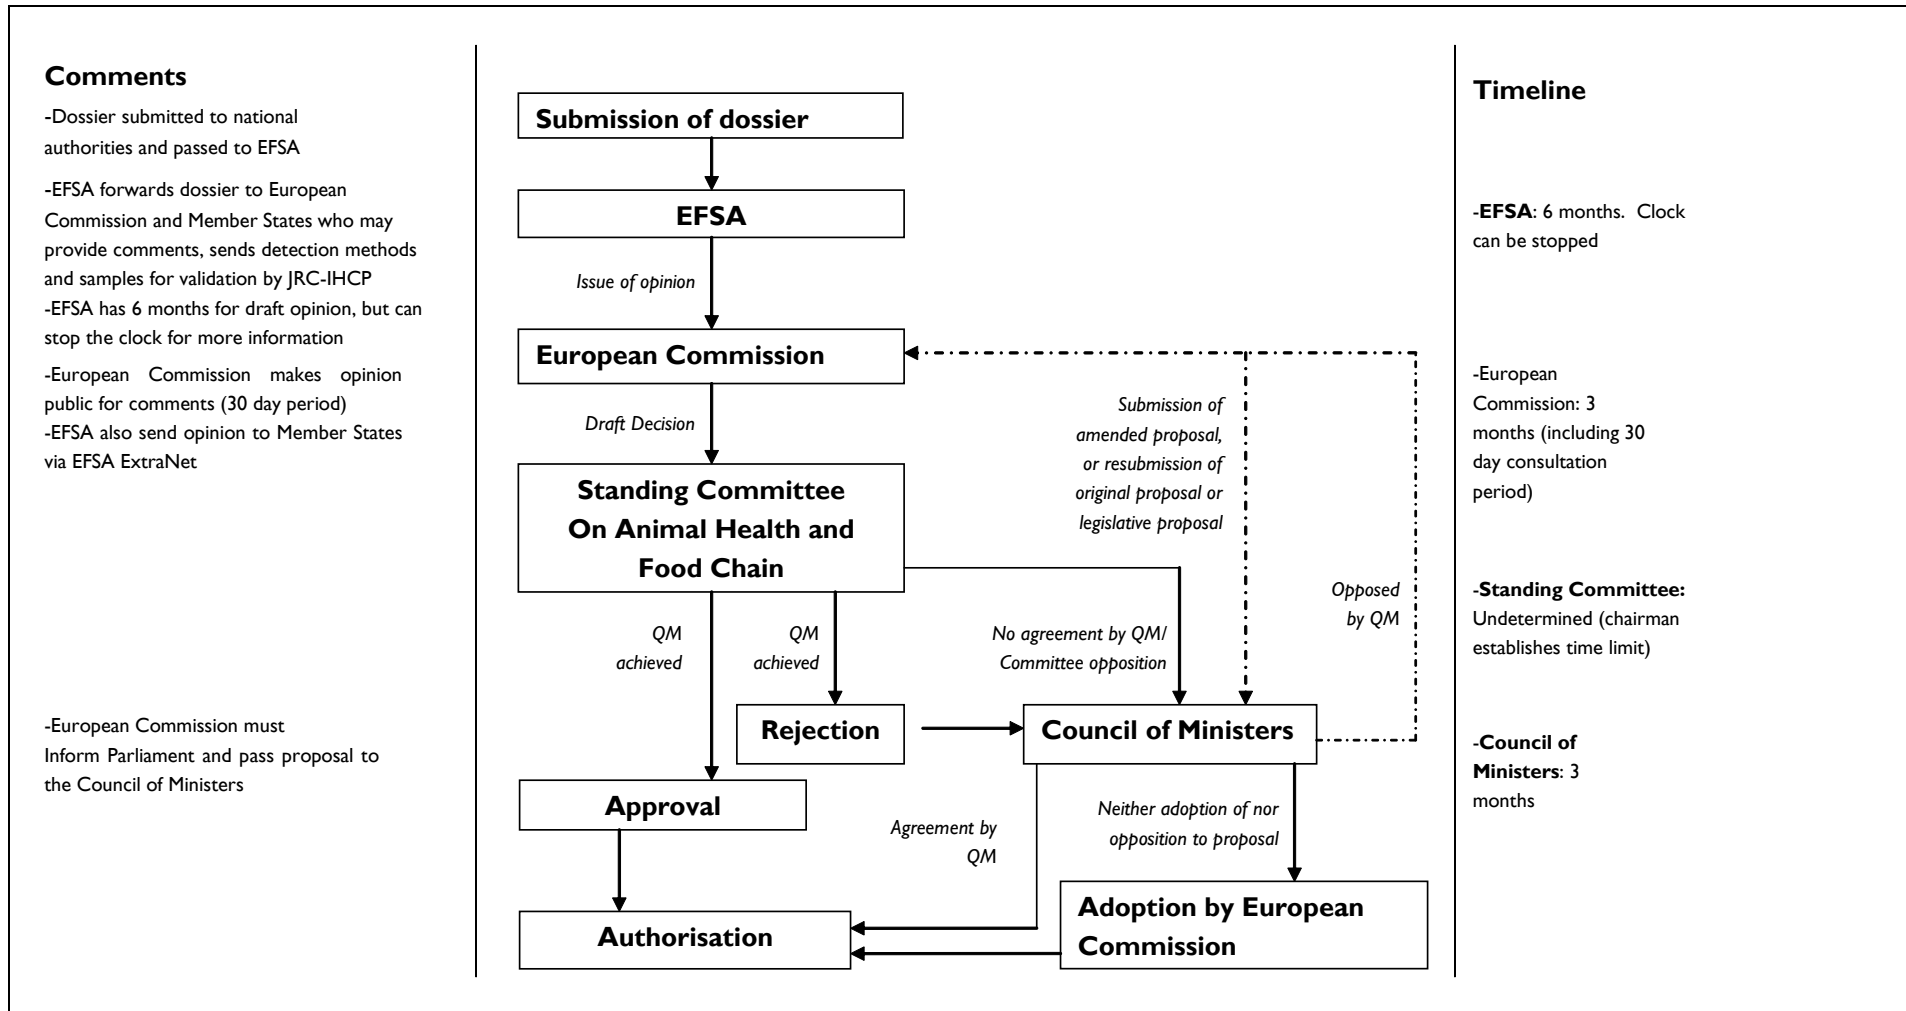 Comments
-Dossier submitted to national
authorities and passed to EFSA
-EFSA forwards dossier to European
Commission and Member States who may
provide comments, sends detection methods
and samples for validation by JRC-IHCP
-EFSA has 6 months for draft opinion, but can
stop the clock for more information
-European Commission makes opinion
public for comments (30 day period)
-EFSA also send opinion to Member States
via EFSA ExtraNet
-European Commission must
Inform Parliament and pass proposal to
the Council of Ministers
Submission of dossier
EFSA
Issue of opinion
European Commission
Draft Decision
Submission of
amended proposal,
or resubmission of
original proposal or
legislative proposal
Standing Committee
On Animal Health and
Food Chain
Opposed
by QM
QM
achieved
QM
achieved
No agreement by QM/
Committee opposition
Rejection
Council of Ministers
Approval
Agreement by
QM
Neither adoption of nor
opposition to proposal
Authorisation
Adoption by European
Commission
Timeline
-EFSA: 6 months. Clock
can be stopped
-European
Commission: 3
months (including 30
day consultation
period)
-Standing Committee:
Undetermined (chairman
establishes time limit)
-Council of
Ministers: 3
months